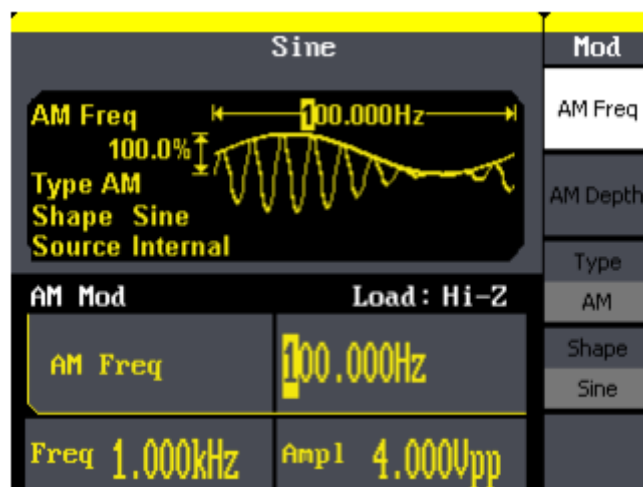 Sine
Mod
AM Freq
100.000Hz
100.0%
Type AM
Shape Sine
Source Internal
AM Mod
Load: Hi-Z
AM Freq
100.000Hz
Freq 1.000kHz
Ampl 4.000Vpp
AM Freq
AM Depth
Type
AM
Shape
Sine